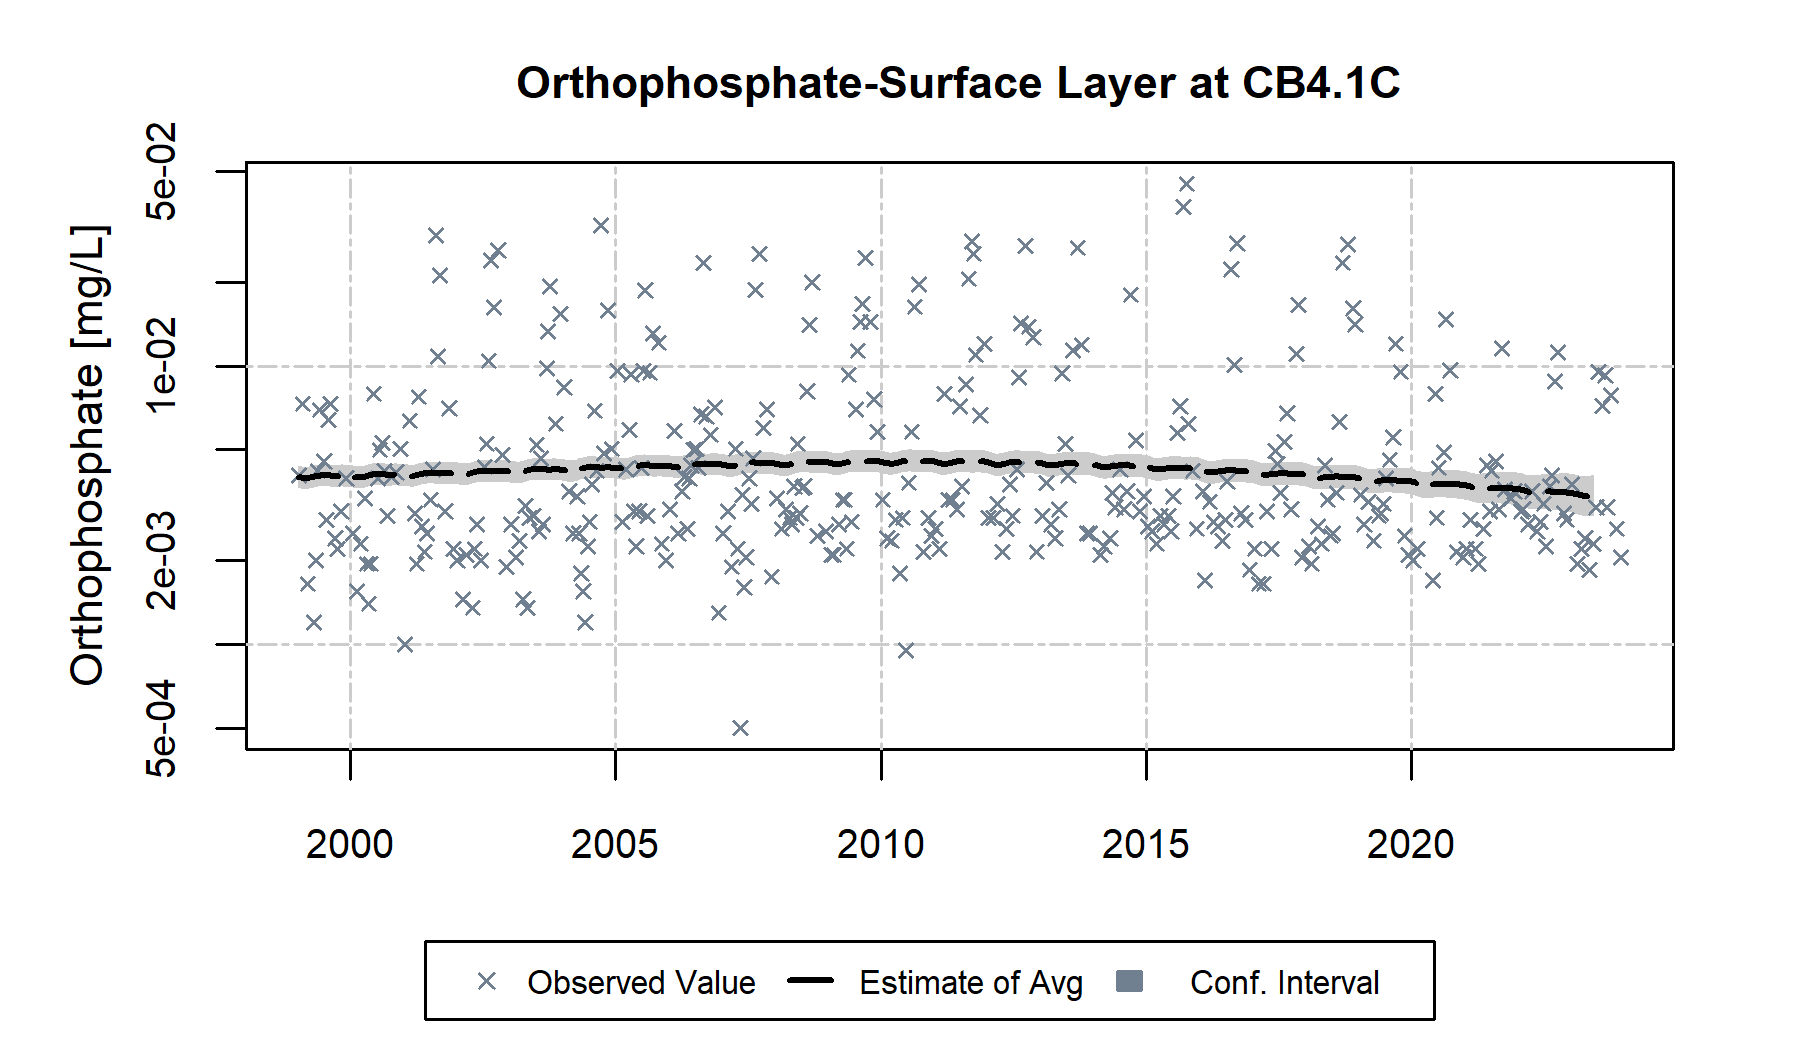 Orthophosphate-Surface Layer at CB4.1C
Orthophosphate [mg/L]
5e-02
1e-02
2e-03
5e-04
2000 2005 2010 2015 2020
Observed Value Estimate of Avg Conf. Interval